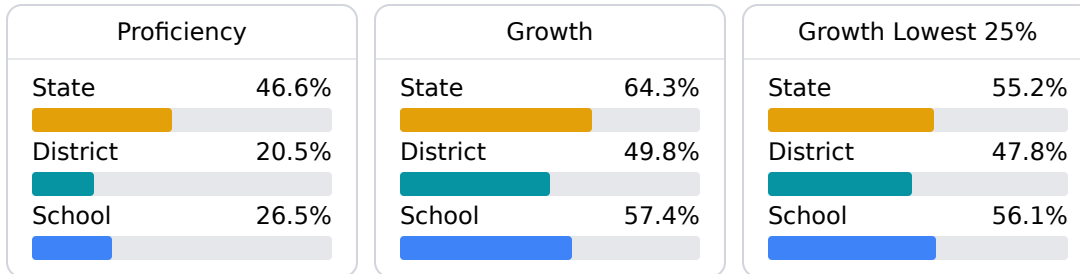 Proficiency
State 46.6%
District 20.5%
School 26.5%
Growth
State 64.3%
District 49.8%
School 57.4%
Growth Lowest 25%
State 55.2%
District 47.8%
School 56.1%